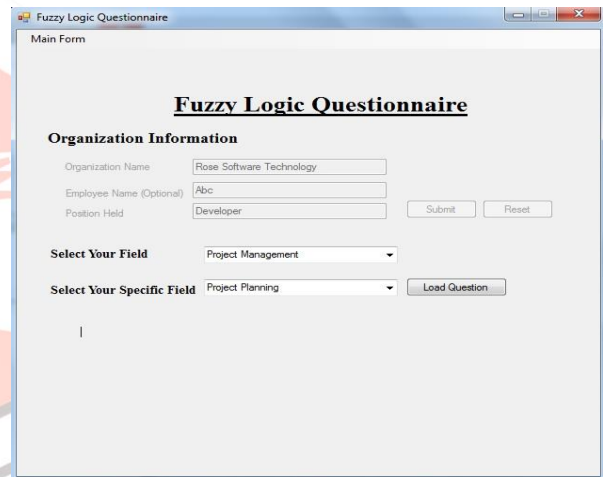 Fuzzy Logic Questionnaire
Main Form
Fuzzy Logic Questionnaire
Organization Information
Organization Name Rose Software Technology
Employee Name (Optional) Abc
Position Held Developer Submit Reset
Select Your Field Project Management
Select Your Specific Field Project Planning Load Question